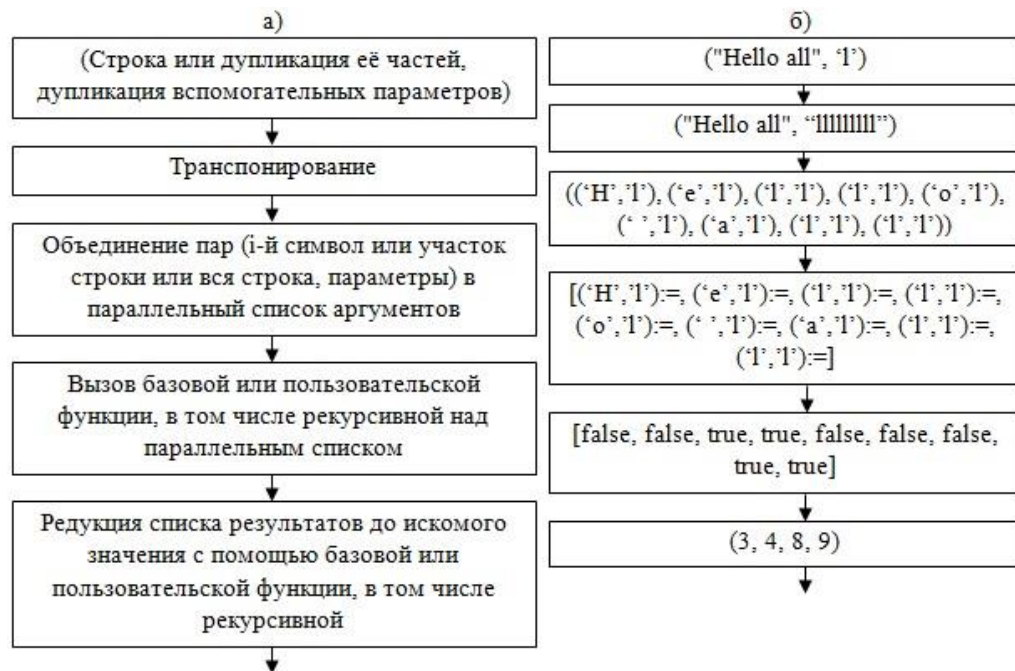 а)
(Строка или дупликация её частей,
дупликация вспомогательных параметров)
Транспонирование
Объединение пар (i-й символ или участок
строки или вся строка, параметры) в
параллельный список аргументов
Вызов базовой или пользовательской
функции, в том числе рекурсивной над
параллельным списком
Редукция списка результатов до искомого
значения с помощью базовой или
пользовательской функции, в том числе
рекурсивной
б)
("Hello all", ‘l’)
("Hello all", “lllllllll”)
((‘H’,’l’), (‘e’,’l’), (‘l’,’l’), (‘l’,’l’), (‘o’,’l’),
(‘ ’,’l’), (‘a’,’l’), (‘l’,’l’), (‘l’,’l’))
[(‘H’,’l’):=, (‘e’,’l’):=, (‘l’,’l’):=, (‘l’,’l’):=,
(‘o’,’l’):=, (‘ ’,’l’):=, (‘a’,’l’):=, (‘l’,’l’):=,
(‘l’,’l’):=]
[false, false, true, true, false, false, false,
true, true]
(3, 4, 8, 9)